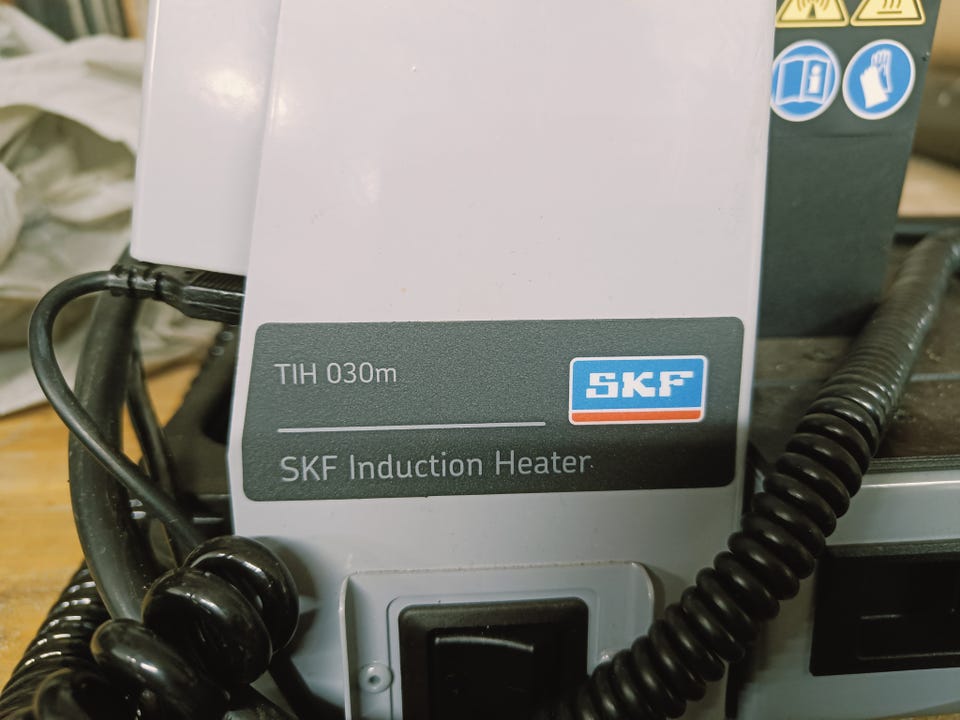 TIH 030m
SKF
SKF Induction Heater